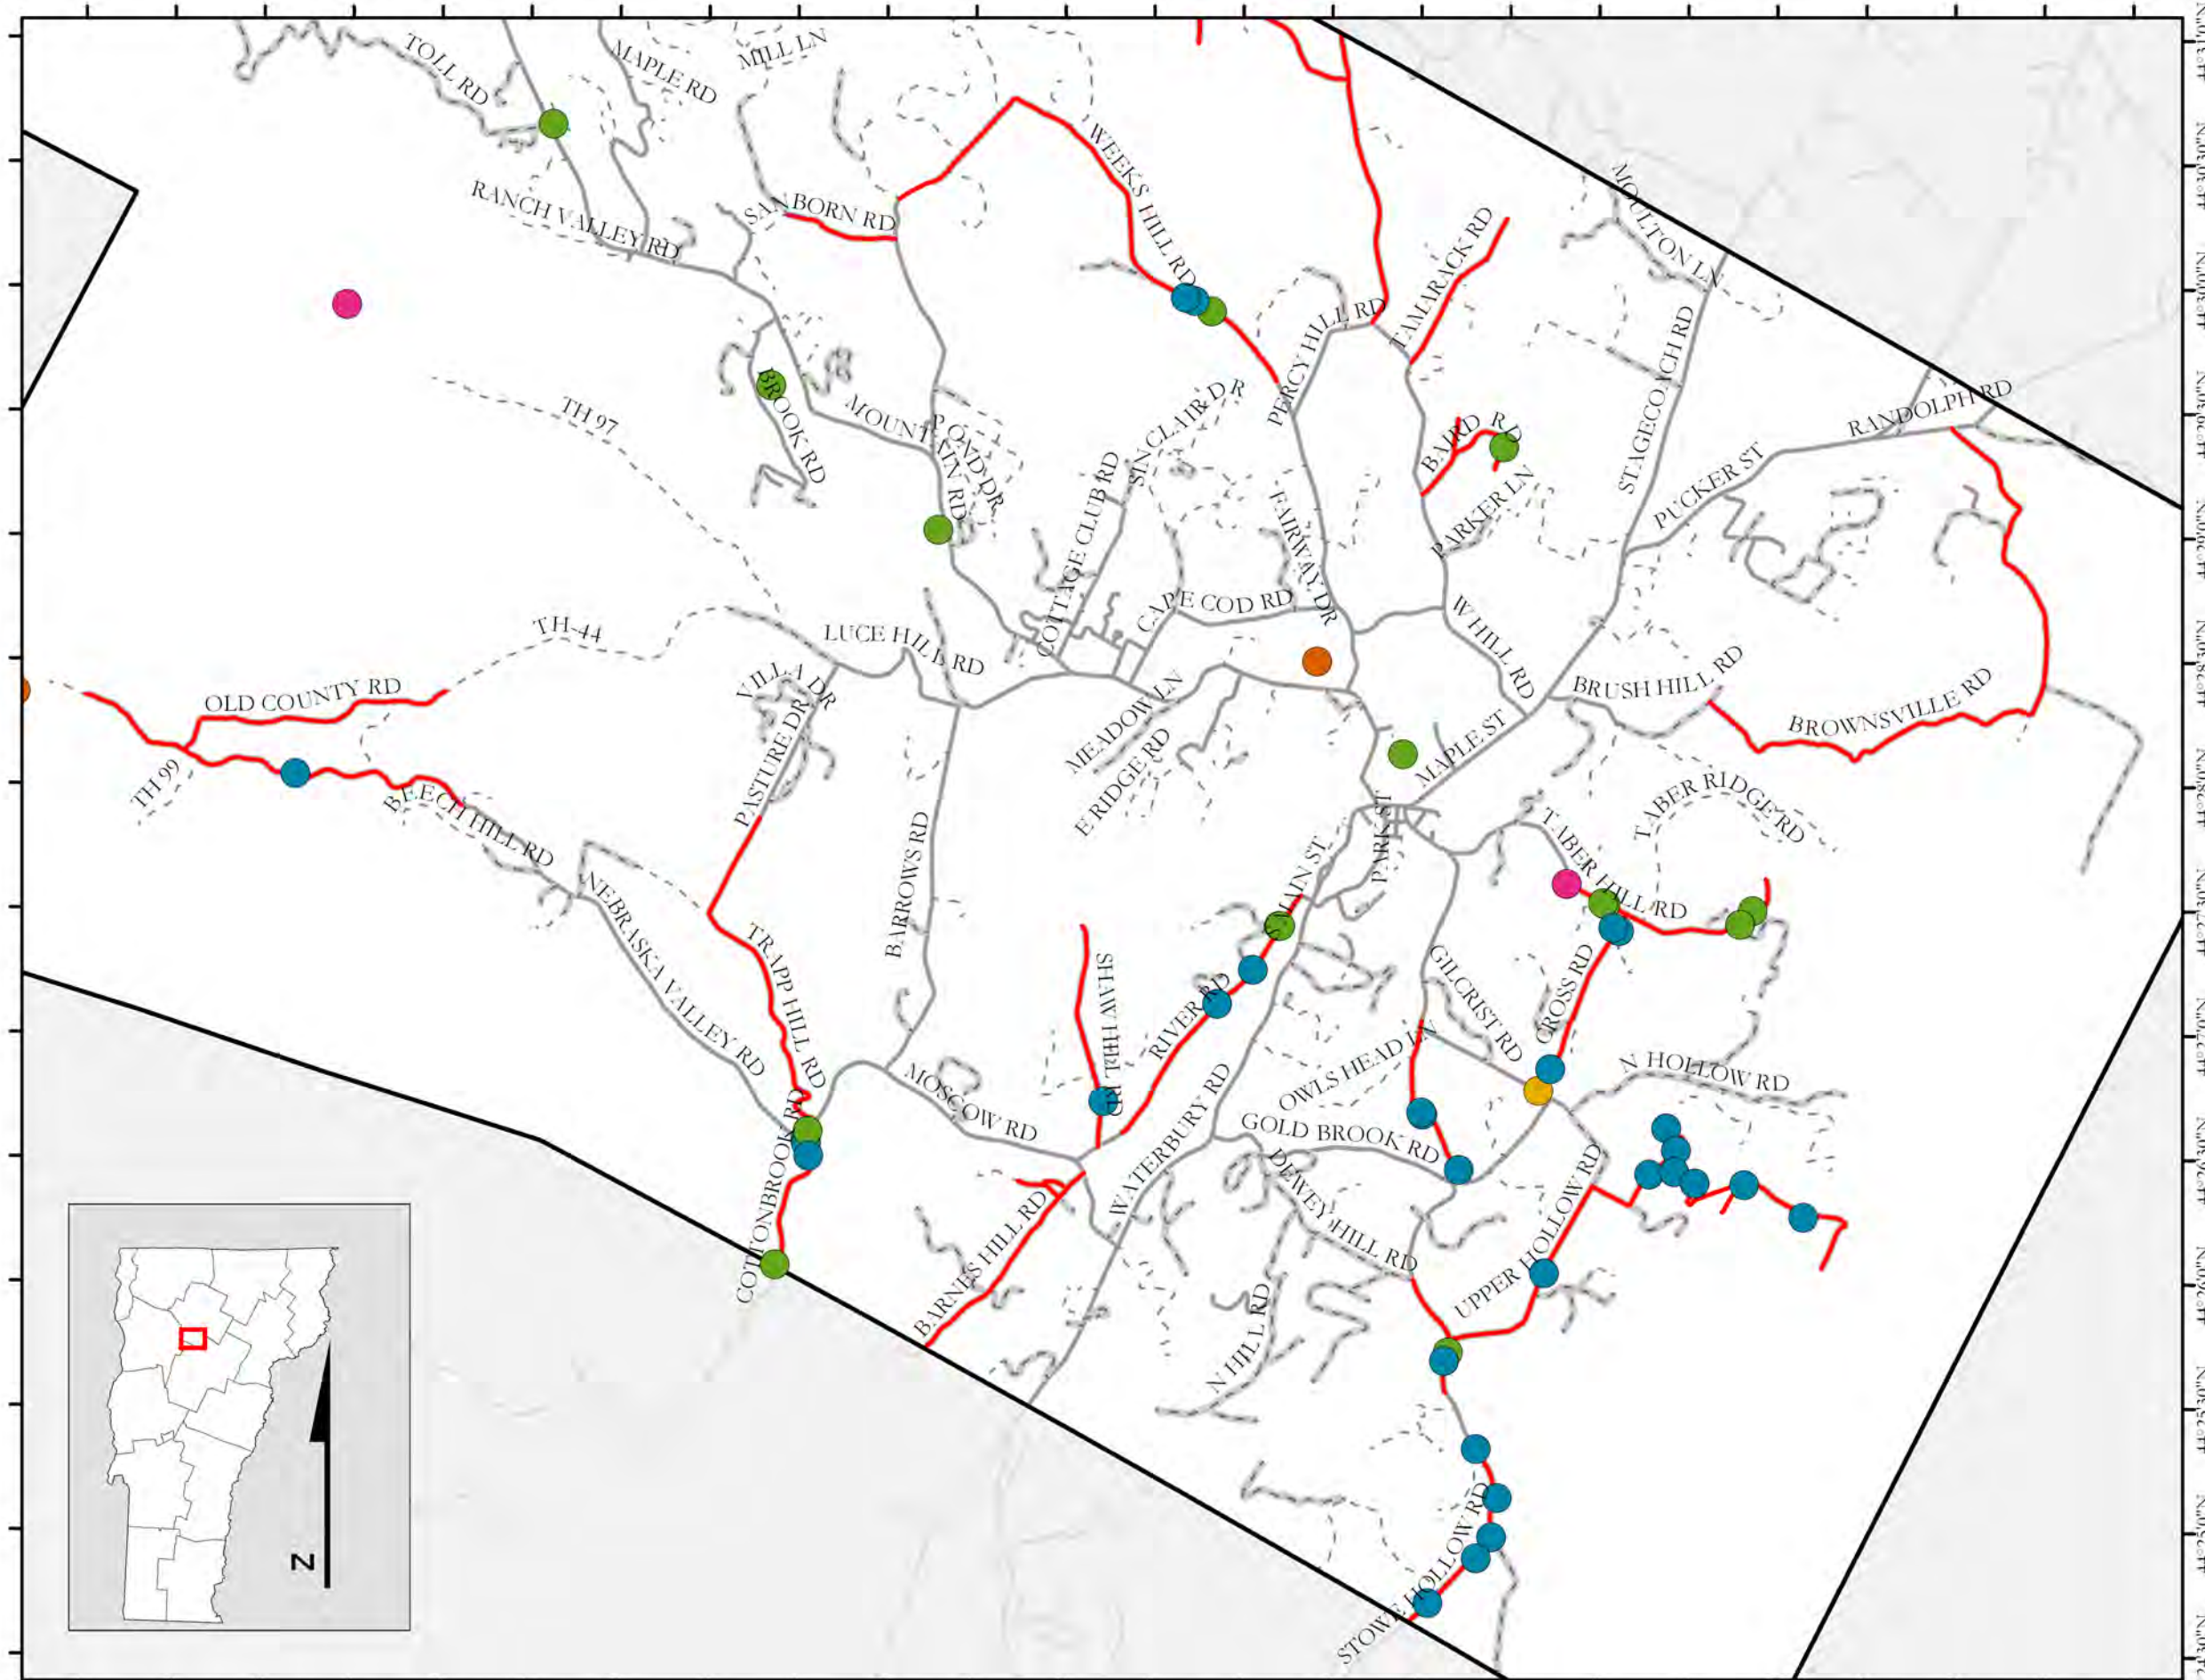 TOLL RD
MAPLE RD
MILL LN
RANCH VALLEY RD
SANBORN RD
WEEKS HILL RD
MOULTON LN
TAMARACK RD
PERCY HILL RD
STAGECOACH RD
RANDOLPH RD
TH 97
BROOK RD
MOUNTAIN RD
POND DR
SINCLAIR DR
COTTAGE CLUB RD
BAIRD RD
PARKER LN
PUCKER ST
FAIRWAY DR
CAPE COD RD
W HILL RD
TH-44
LUCE HILL RD
VILLA DR
OLD COUNTY RD
PASTURE DR
MEADOW LN
E RIDGE RD
MAPLE ST
BRUSH HILL RD
BROWNSVILLE RD
TH 99
BEECH HILL RD
TABER RIDGE RD
TABER HILL RD
PARK ST
S MAIN ST
BARROWS RD
NEBRASKA VALLEY RD
TRAPP HILL RD
SHAW HILL RD
RIVER RD
GILCRIST RD
CROSS RD
OWLS HEAD LN
N HOLLOW RD
MOSCOW RD
WATERBURY RD
GOLD BROOK RD
DEWEY HILL RD
COTTONBROOK RD
BARNES HILL RD
UPPER HOLLOW RD
N HILL RD
STOWE HOLLOW RD
N